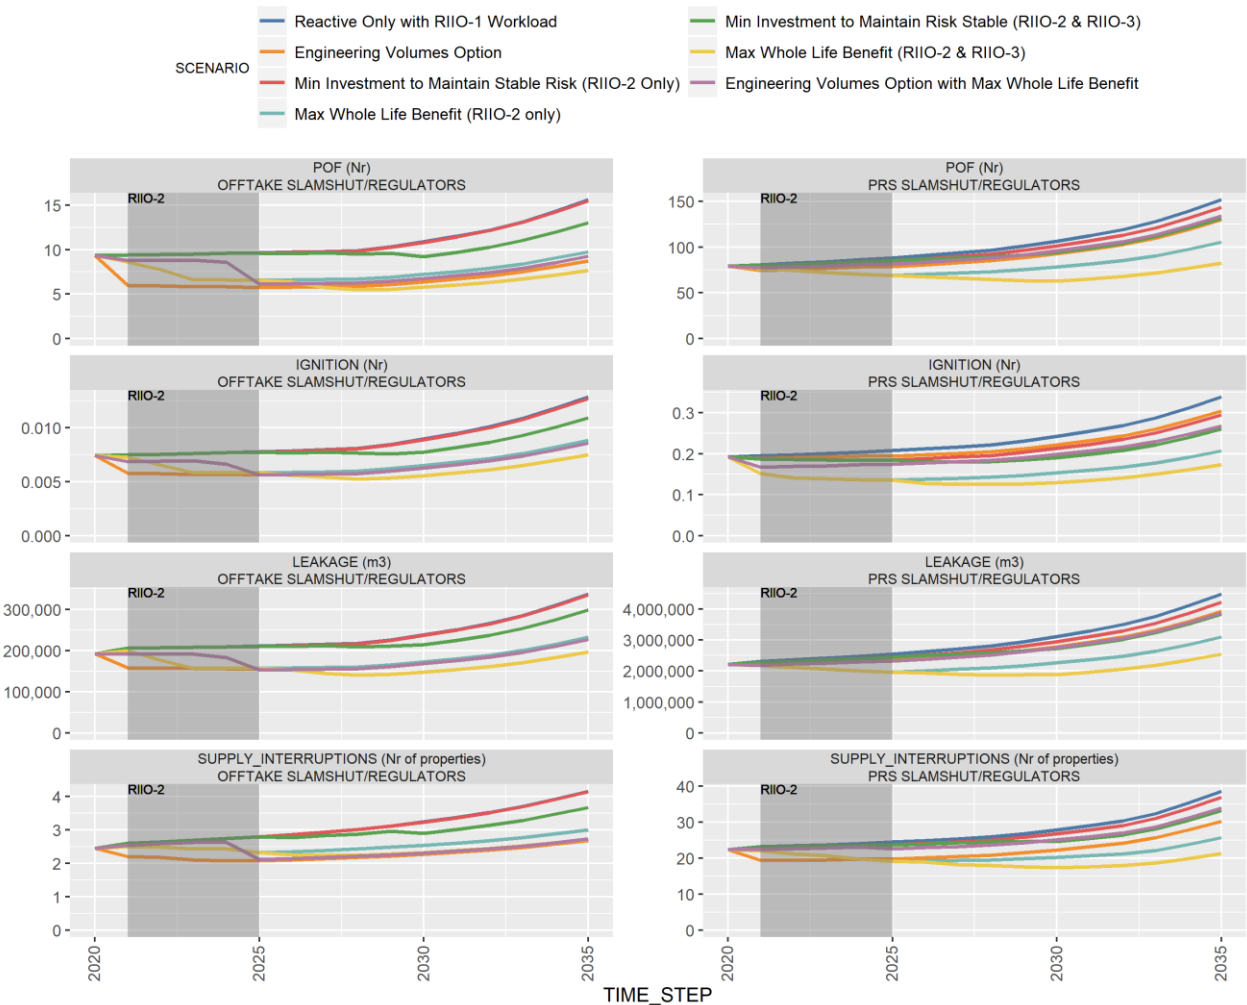 SCENARIO
Reactive Only with RIIO-1 Workload
Engineering Volumes Option
Min Investment to Maintain Stable Risk (RIIO-2 Only)
Max Whole Life Benefit (RIIO-2 only)
Min Investment to Maintain Risk Stable (RIIO-2 & RIIO-3)
Max Whole Life Benefit (RIIO-2 & RIIO-3)
Engineering Volumes Option with Max Whole Life Benefit
POF (Nr)
OFFTAKE SLAMSHUT/REGULATORS
RIIO-2
15
10
5
0
POF (Nr)
PRS SLAMSHUT/REGULATORS
RIIO-2
150
100
50
0
IGNITION (Nr)
OFFTAKE SLAMSHUT/REGULATORS
RIIO-2
0.010
0.005
0.000
IGNITION (Nr)
PRS SLAMSHUT/REGULATORS
RIIO-2
0.3
0.2
0.1
0.0
LEAKAGE (m3)
OFFTAKE SLAMSHUT/REGULATORS
RIIO-2
300,000
200,000
100,000
0
LEAKAGE (m3)
PRS SLAMSHUT/REGULATORS
RIIO-2
4,000,000
3,000,000
2,000,000
1,000,000
0
SUPPLY_INTERRUPTIONS (Nr of properties)
OFFTAKE SLAMSHUT/REGULATORS
RIIO-2
4
3
2
1
0
SUPPLY_INTERRUPTIONS (Nr of properties)
PRS SLAMSHUT/REGULATORS
RIIO-2
40
30
20
10
0
2020
2025
2030
2035
2020
2025
2030
2035
TIME_STEP